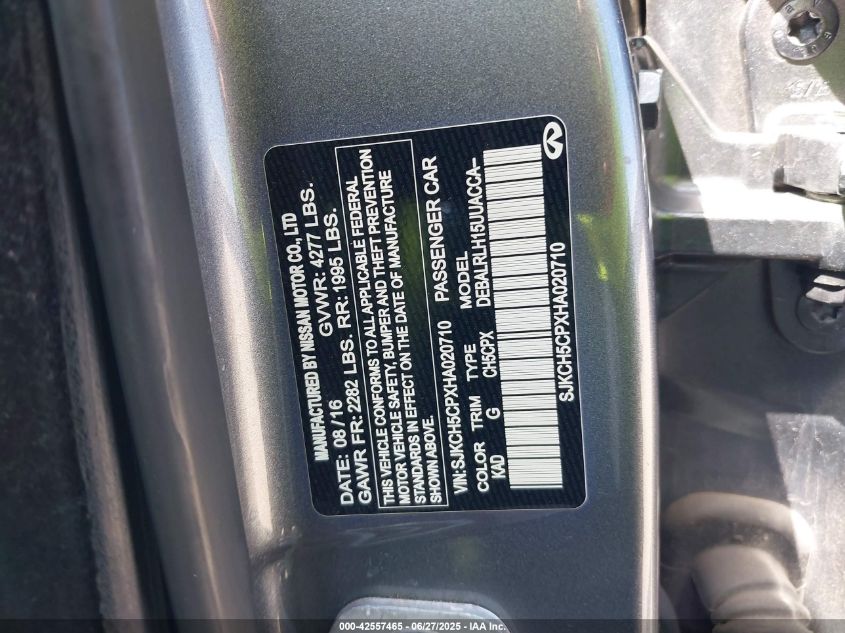 MANUFACTURED BY NISSAN MOTOR CO., LTD
DATE: 08/16 GVWR: 4277 LBS.
GAWR FR: 2282 LBS. RR: 1995 LBS.
THIS VEHICLE CONFORMS TO ALL APPLICABLE FEDERAL
MOTOR VEHICLE SAFETY, BUMPER AND THEFT PREVENTION
STANDARDS IN EFFECT ON THE DATE OF MANUFACTURE
SHOWN ABOVE.
VIN:SJKCH5CPXHA020710 PASSENGER CAR
COLOR TRIM TYPE MODEL
KAD G CH5CPX DEBALRLH15UUACCA-
SJKCH5CPXHA020710
000-42557465 - 06/27/2025 - IAA Inc.